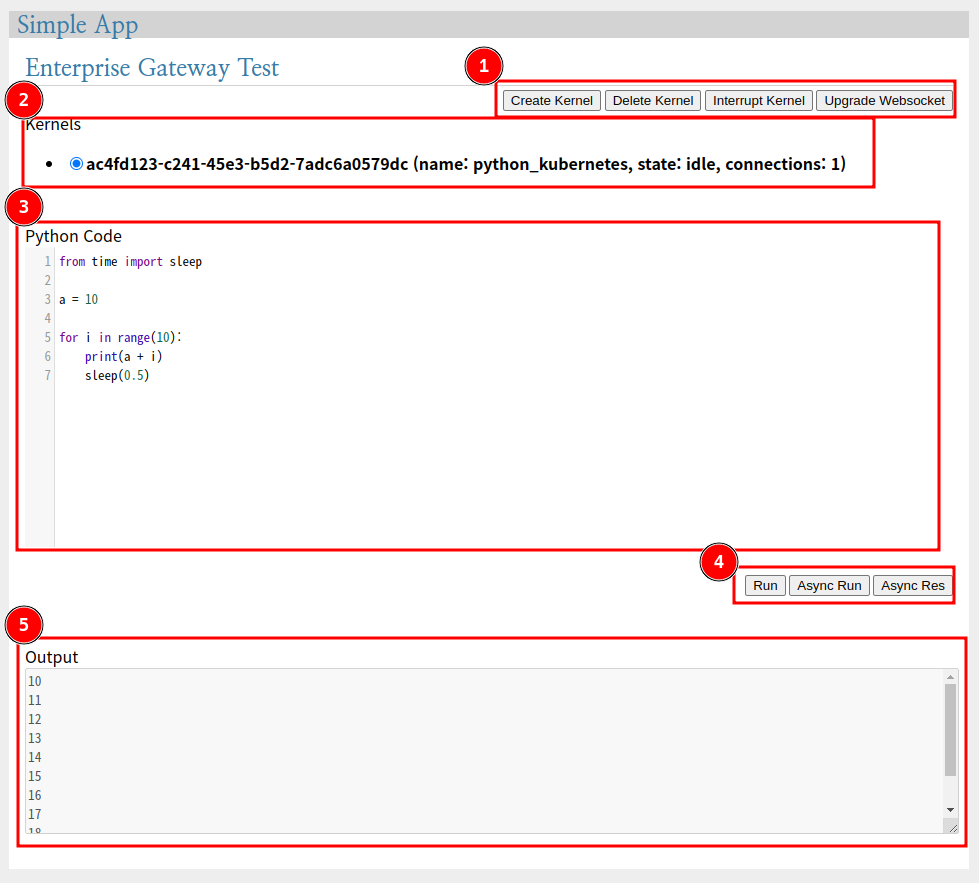 Simple App
Enterprise Gateway Test
1
Create Kernel Delete Kernel Interrupt Kernel Upgrade Websocket
2
Kernels
ac4fd123-c241-45e3-b5d2-7adc6a0579dc (name: python_kubernetes, state: idle, connections: 1)
3
Python Code
1 from time import sleep
2
3 a = 10
4
5 for i in range(10):
6     print(a + i)
7     sleep(0.5)
4
Run Async Run Async Res
5
Output
10
11
12
13
14
15
16
17
18